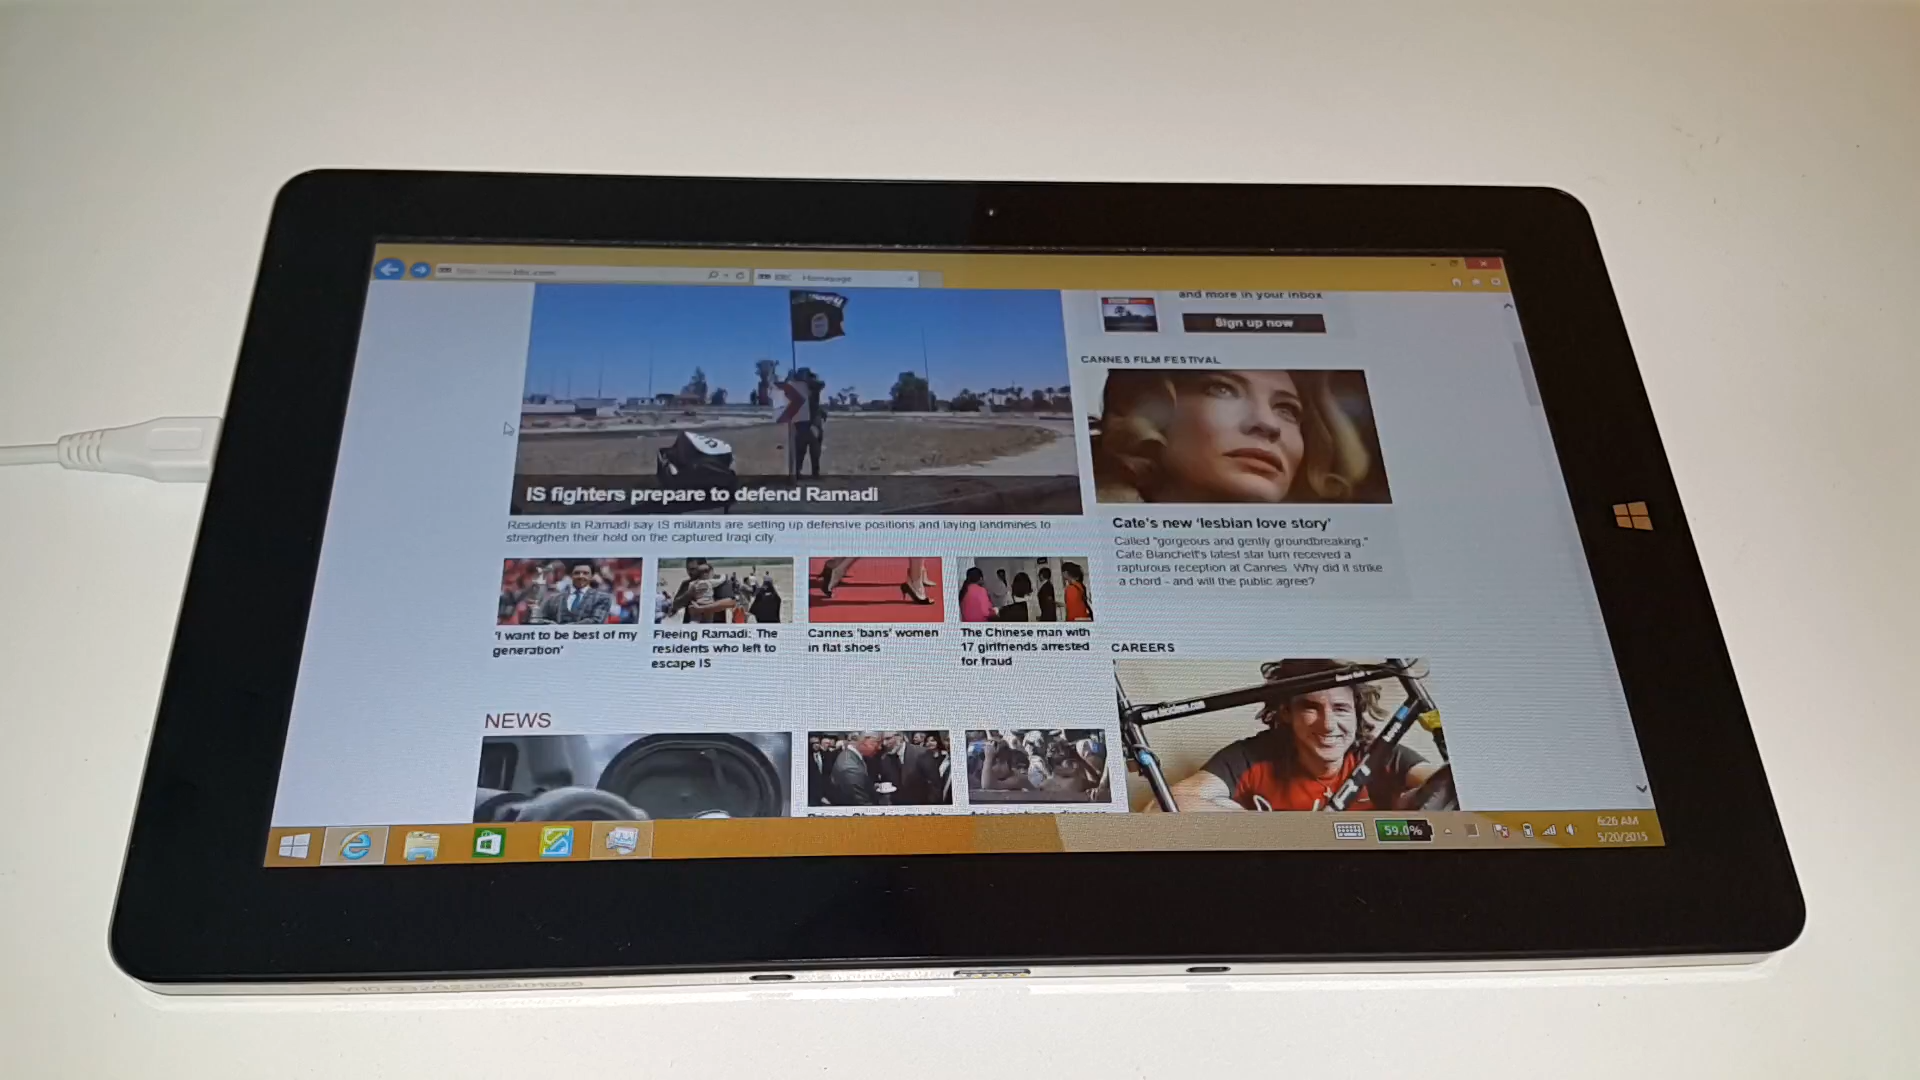 BBC - Homepage
and more in your inbox
Sign up now
CANNES FILM FESTIVAL
IS fighters prepare to defend Ramadi
Residents in Ramadi say IS militants are setting up defensive positions and laying landmines to
strengthen their hold on the captured Iraqi city.
Cate's new 'lesbian love story'
Called "gorgeous and gently groundbreaking,"
Cate Blanchett's latest star turn received a
rapturous reception at Cannes. Why did it strike
a chord - and will the public agree?
'I want to be best of my
generation'
Fleeing Ramadi: The
residents who left to
escape IS
Cannes 'bans' women
in flat shoes
The Chinese man with
17 girlfriends arrested
for fraud
CAREERS
NEWS
59.0%
6:26 AM
5/20/2015